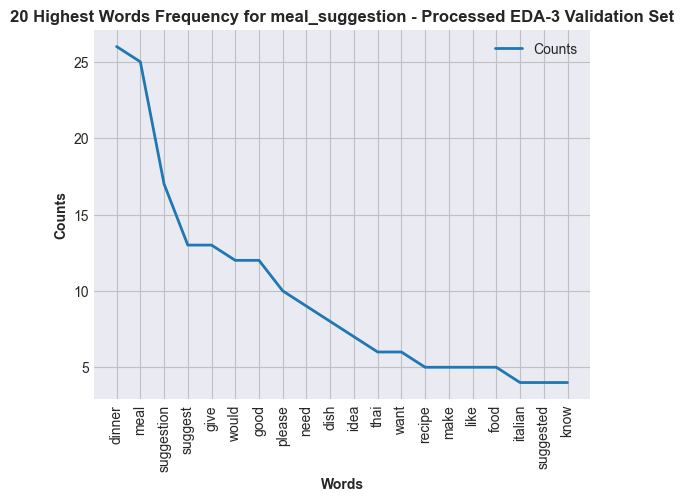 20 Highest Words Frequency for meal_suggestion - Processed EDA-3 Validation Set
Counts
25
20
15
10
5
Counts
dinner
meal
suggestion
suggest
give
would
good
please
need
dish
idea
thai
want
recipe
make
like
food
italian
suggested
know
Words